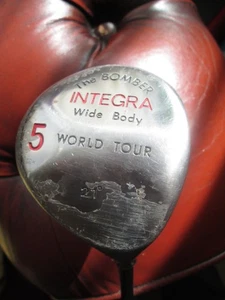 The BOMBER
INTEGRA
Wide Body
5 WORLD TOUR